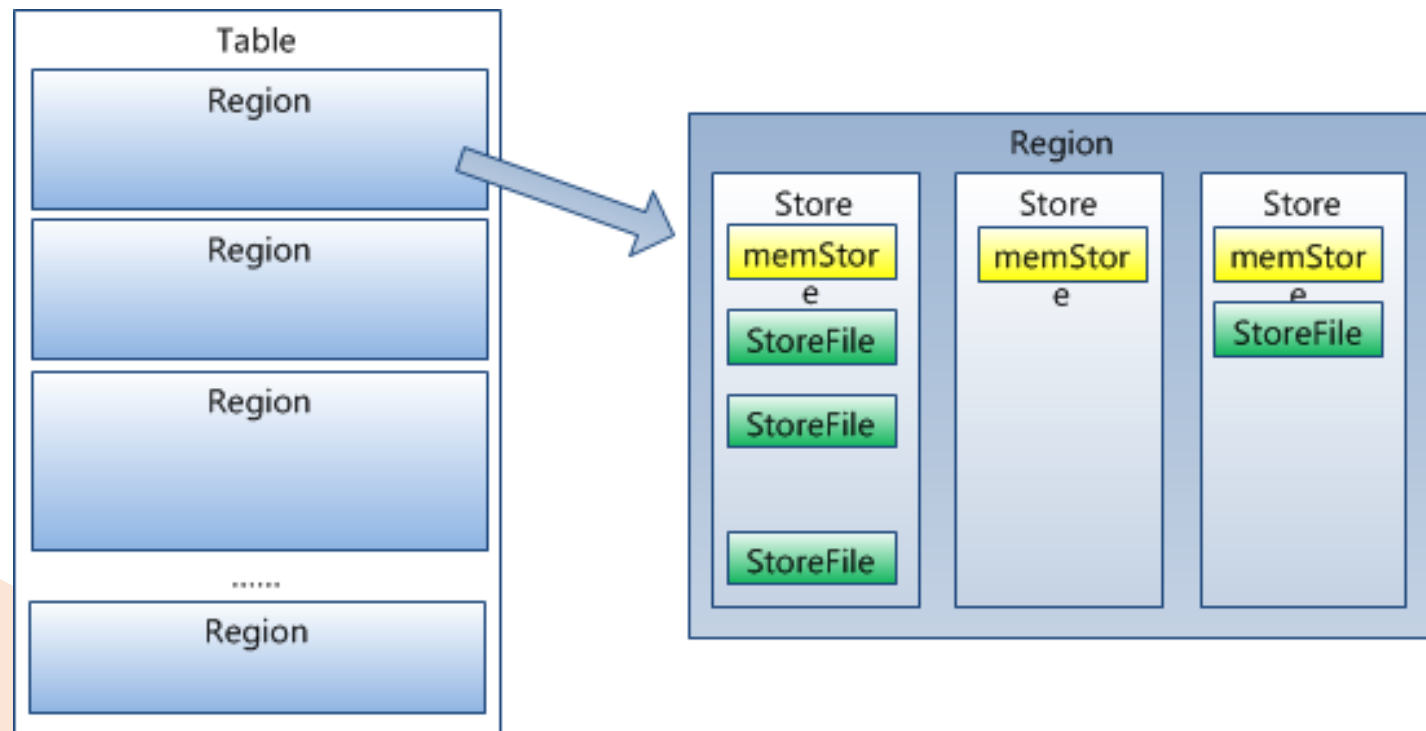 Table
Region
Region
Region
......
Region
Region
Store
memStor
e
StoreFile
StoreFile
StoreFile
Store
memStor
e
Store
memStor
e
StoreFile